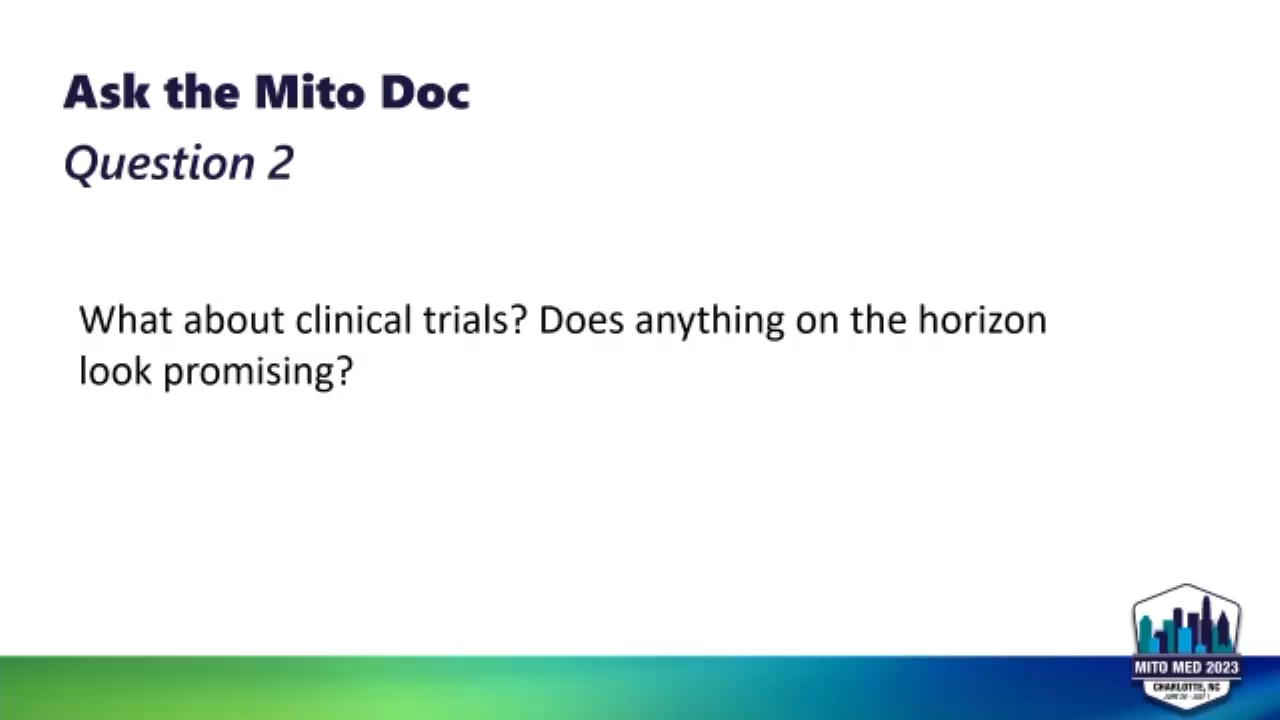 Ask the Mito Doc
Question 2
What about clinical trials? Does anything on the horizon
look promising?
MITO MED 2023
CHARLOTTE, NC